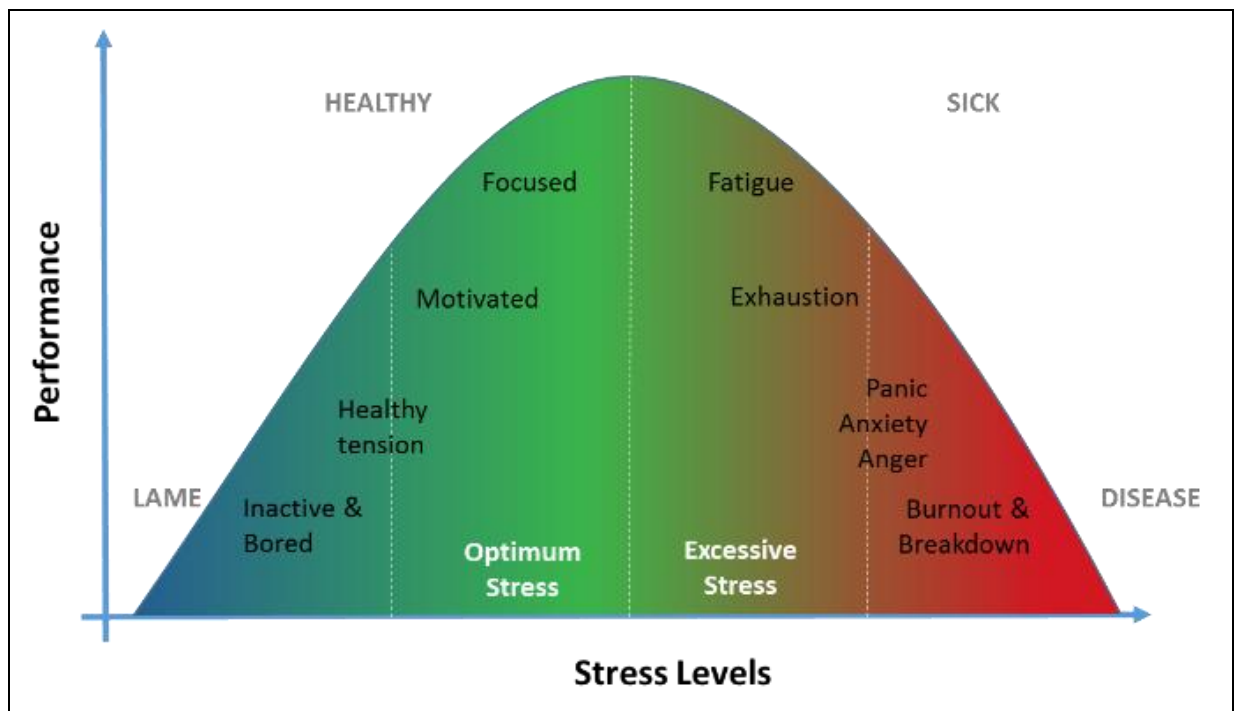 HEALTHY
SICK
Focused
Fatigue
Performance
Motivated
Exhaustion
Healthy
tension
Panic
Anxiety
Anger
LAME
Inactive &
Bored
DISEASE
Burnout &
Breakdown
Optimum
Stress
Excessive
Stress
Stress Levels